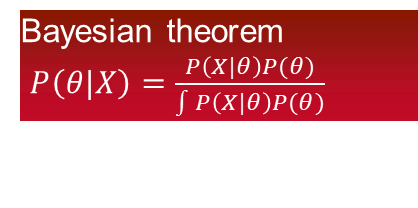 Bayesian theorem
P(θ|X) = P(X|θ)P(θ) / ∫ P(X|θ)P(θ)